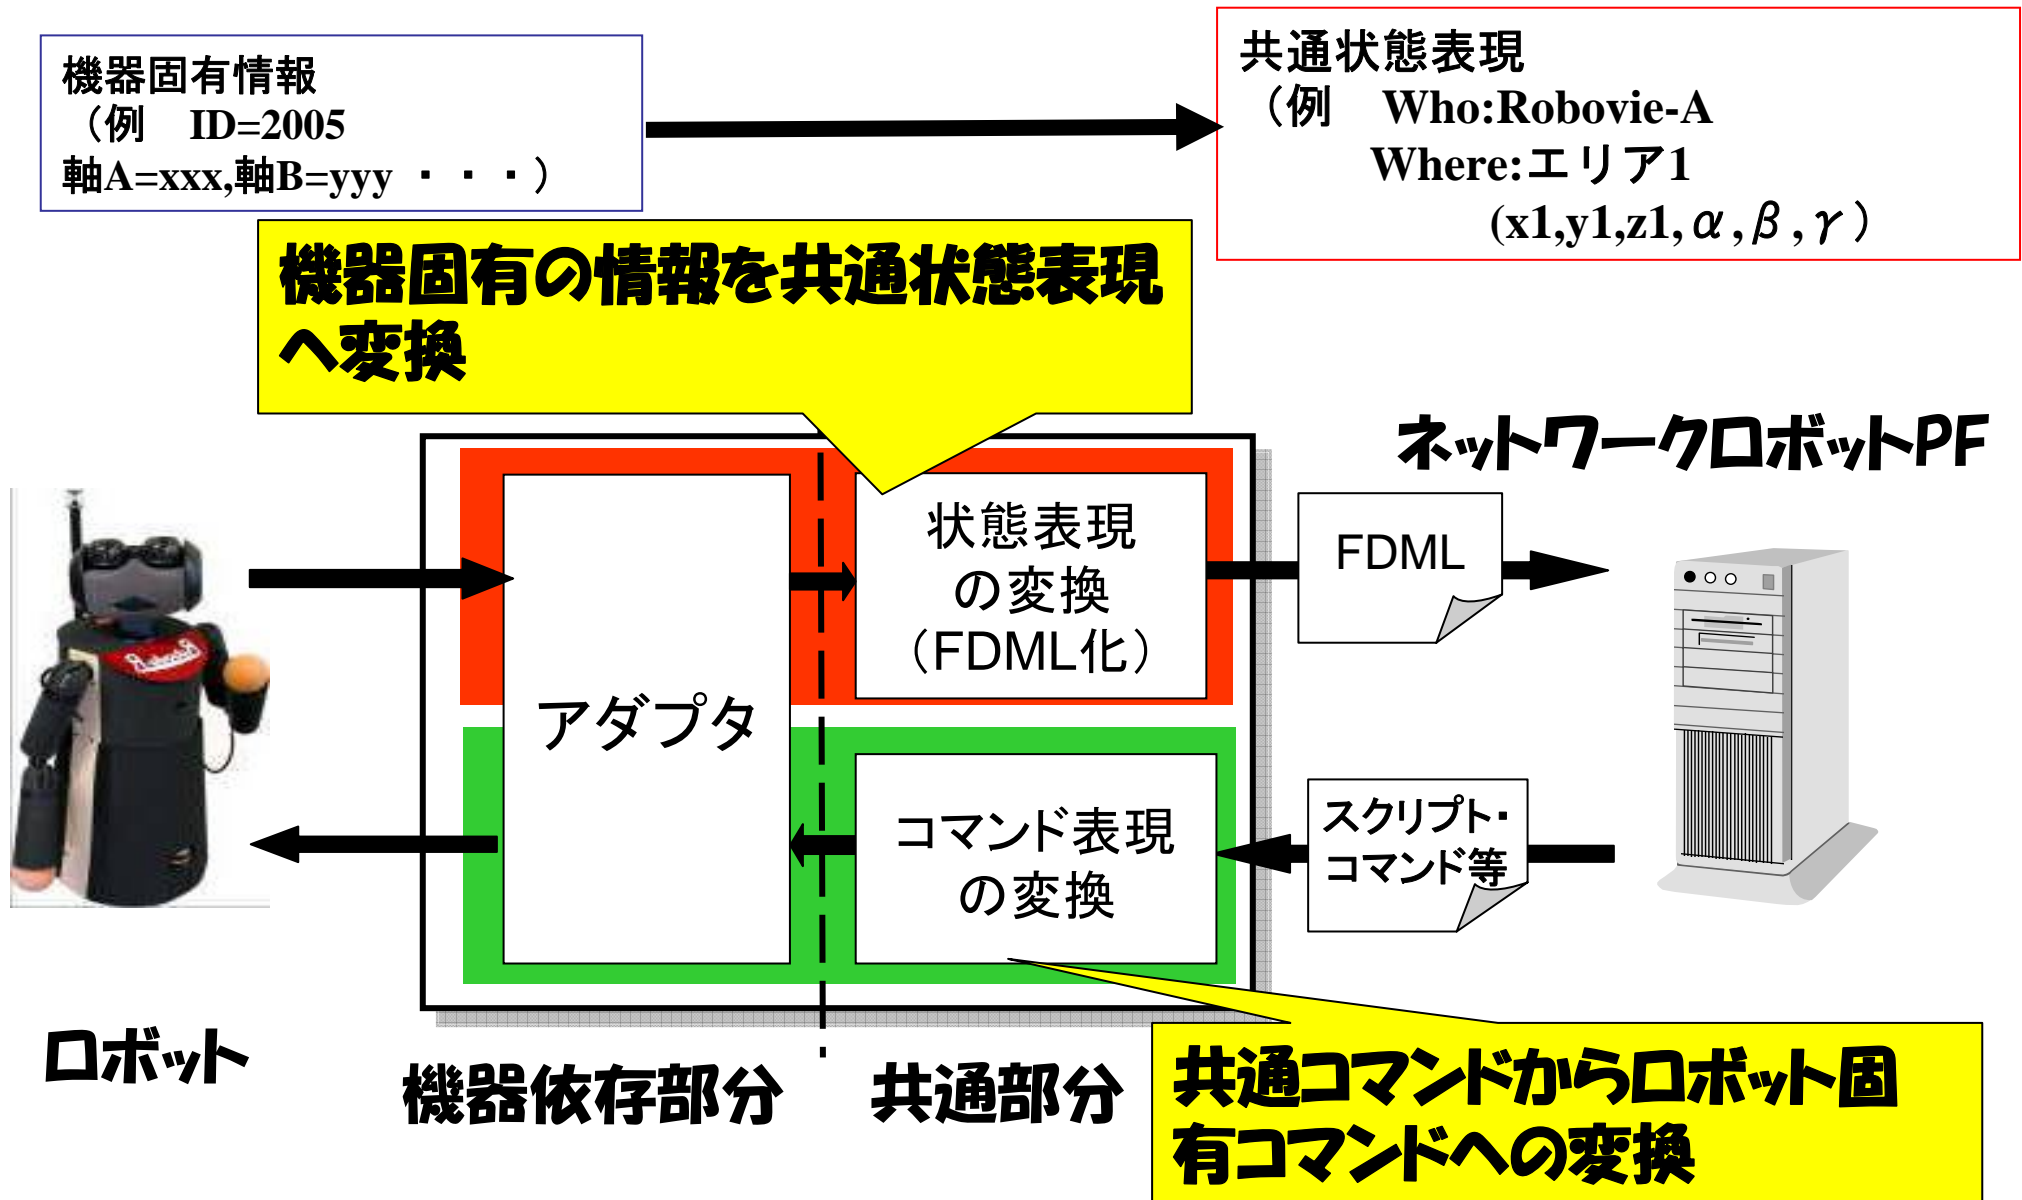 機器固有情報
（例　ID=2005
軸A=xxx,軸B=yyy ・・・）
共通状態表現
（例　Who:Robovie-A
Where:エリア1
(x1,y1,z1,α,β,γ）
機器固有の情報を共通状態表現
へ変換
ネットワークロボットPF
アダプタ
状態表現
の変換
（FDML化）
FDML
コマンド表現
の変換
スクリプト・
コマンド等
ロボット
機器依存部分
共通部分
共通コマンドからロボット固
有コマンドへの変換